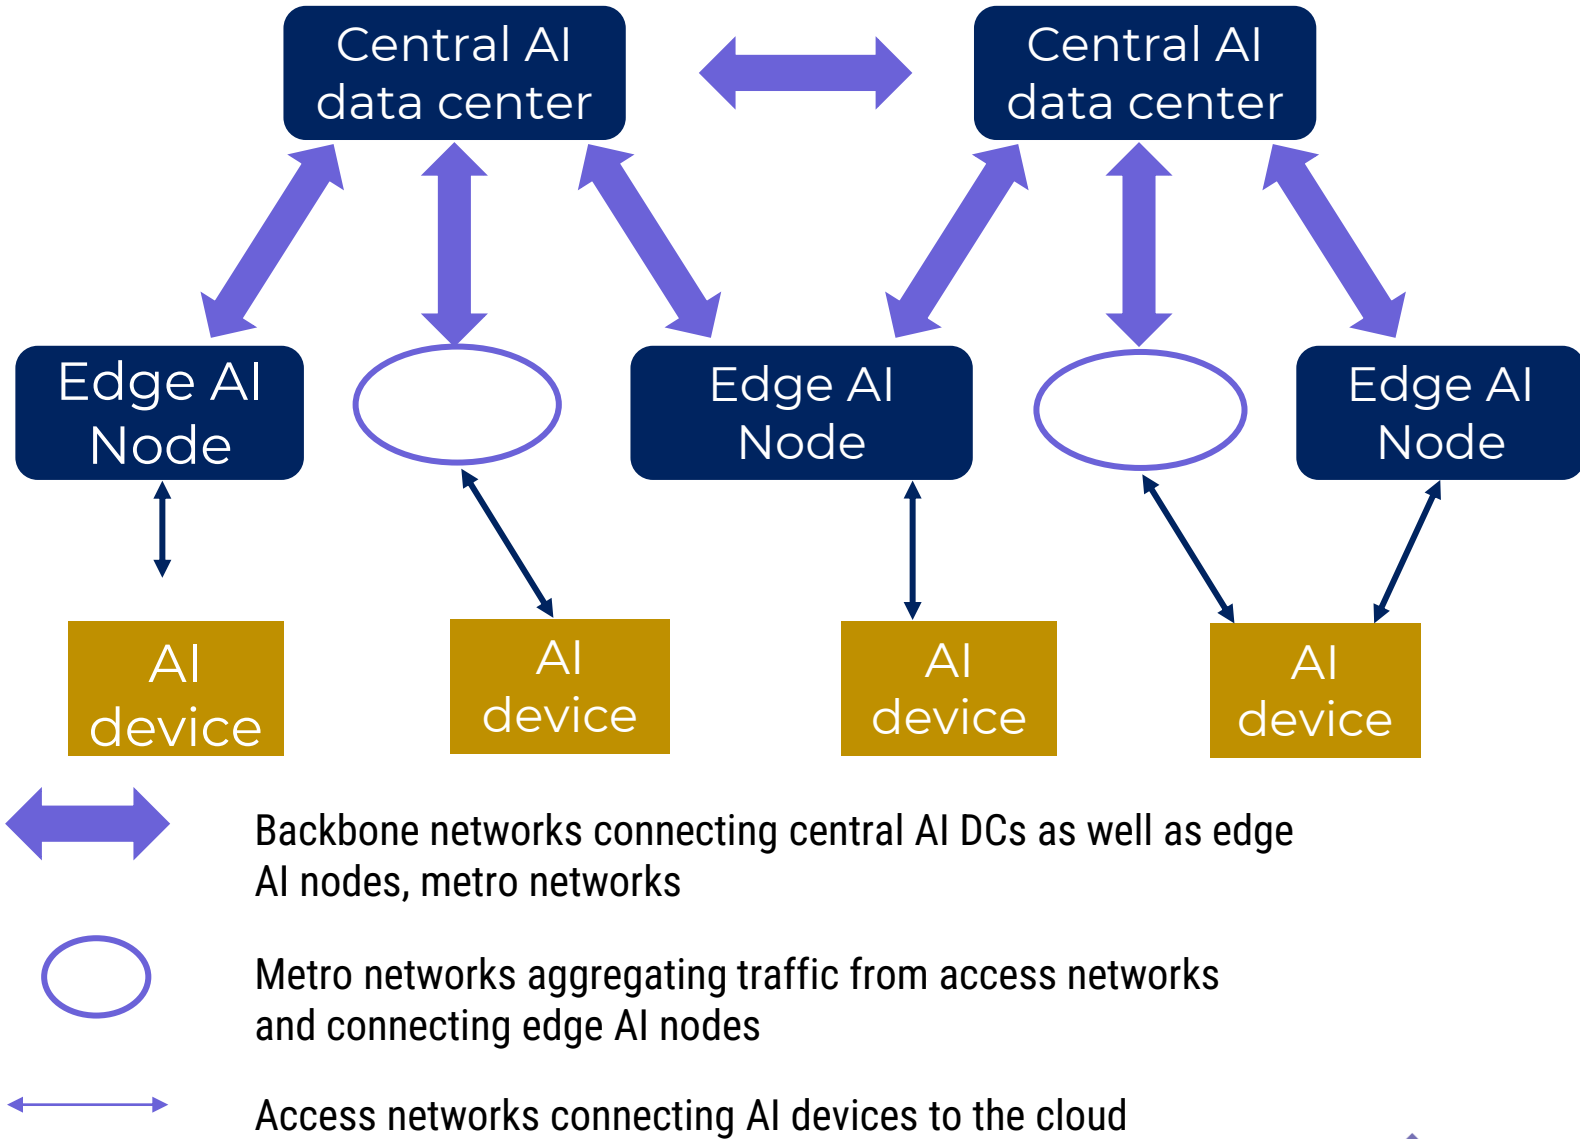 Central AI
data center
Central AI
data center
Edge AI
Node
Edge AI
Node
Edge AI
Node
AI
device
AI
device
AI
device
AI
device
Backbone networks connecting central AI DCs as well as edge
AI nodes, metro networks
Metro networks aggregating traffic from access networks
and connecting edge AI nodes
Access networks connecting AI devices to the cloud